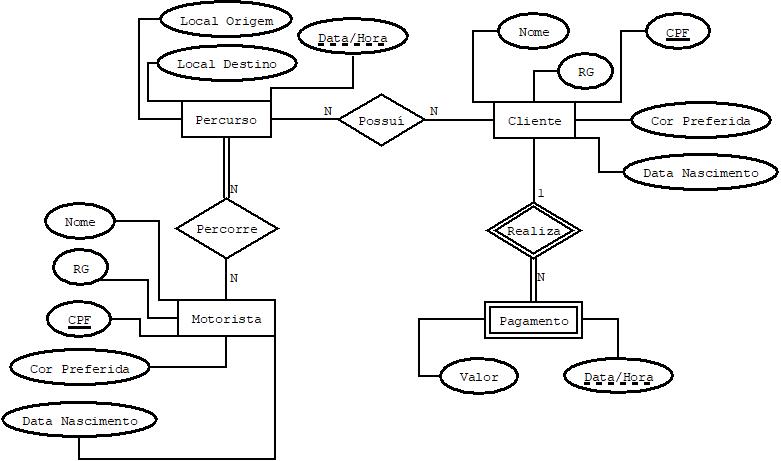 Local Origem
Data/Hora
Local Destino
Nome
CPF
RG
Percurso
N
Possuí
N
Cliente
Cor Preferida
Data Nascimento
N
1
Nome
Percorre
Realiza
RG
N
N
CPF
Motorista
Pagamento
Cor Preferida
Valor
Data/Hora
Data Nascimento